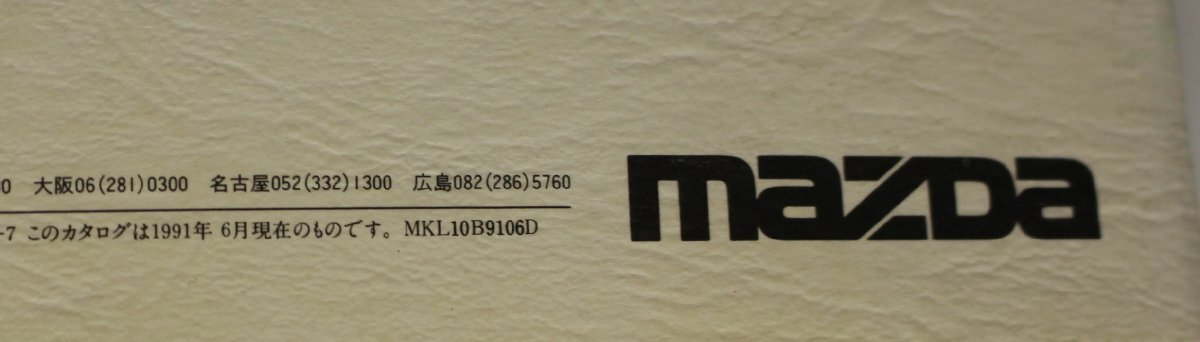 0 大阪06(281)0300 名古屋052(332)1300 広島082(286)5760
-7 このカタログは1991年 6月現在のものです。MKL10B9106D
mazda